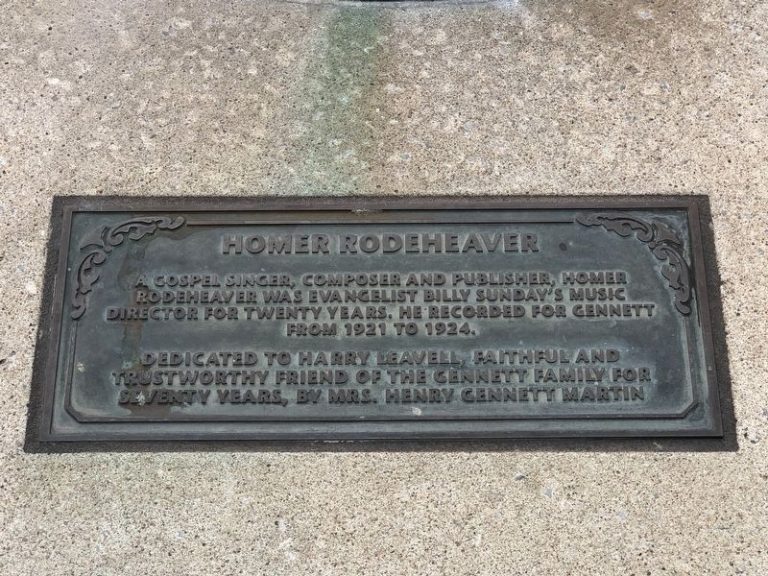 HOMER RODEHEAVER
A GOSPEL SINGER, COMPOSER AND PUBLISHER, HOMER
RODEHEAVER WAS EVANGELIST BILLY SUNDAY'S MUSIC
DIRECTOR FOR TWENTY YEARS. HE RECORDED FOR GENNETT
FROM 1921 TO 1924.
DEDICATED TO HARRY LEAVELL, FAITHFUL AND
TRUSTWORTHY FRIEND OF THE GENNETT FAMILY FOR
SEVENTY YEARS, BY MRS. HENRY GENNETT MARTIN